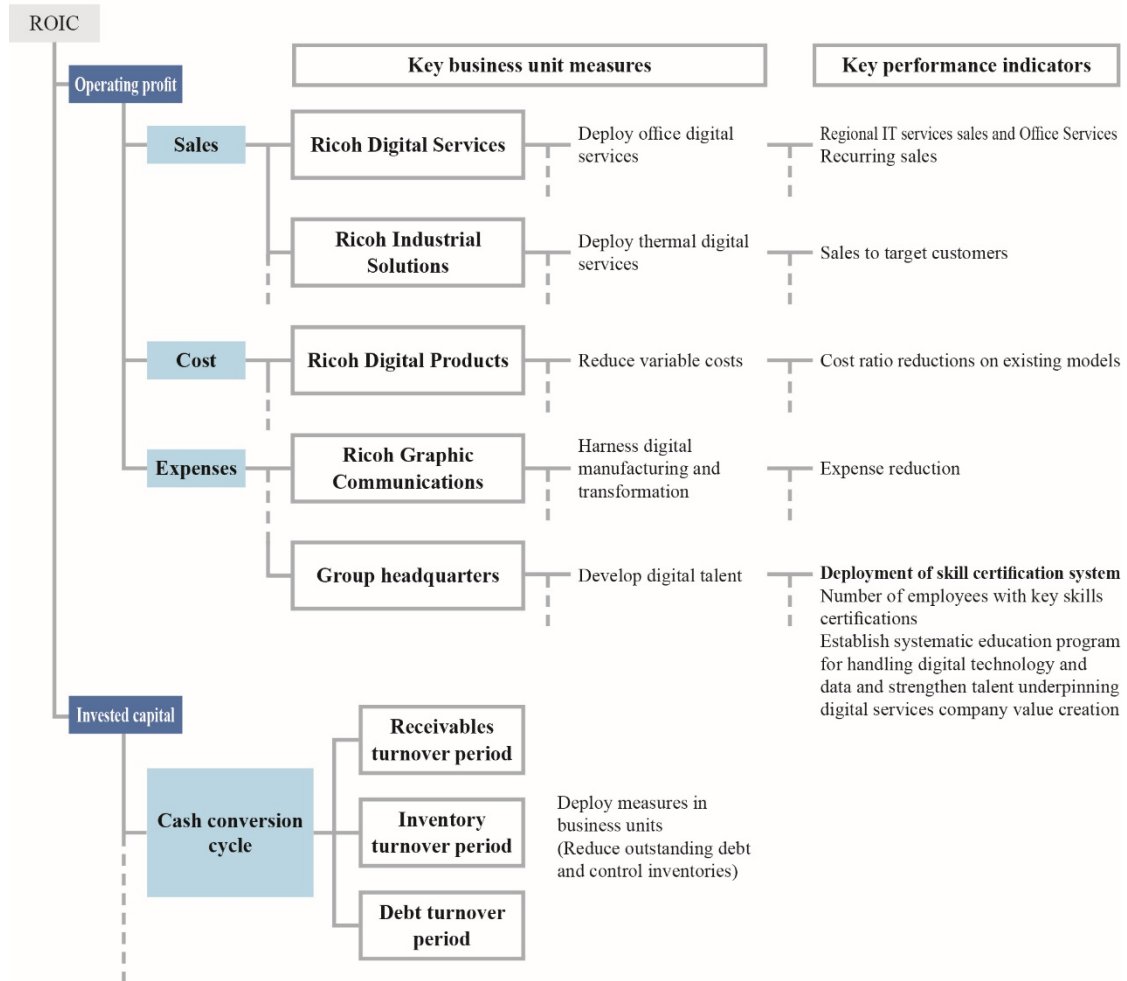 ROIC
Key business unit measures
Key performance indicators
Operating profit
Sales
Ricoh Digital Services
Deploy office digital
services
Regional IT services sales and Office Services
Recurring sales
Ricoh Industrial
Solutions
Deploy thermal digital
services
Sales to target customers
Cost
Ricoh Digital Products
Reduce variable costs
Cost ratio reductions on existing models
Expenses
Ricoh Graphic
Communications
Harness digital
manufacturing and
transformation
Expense reduction
Group headquarters
Develop digital talent
Deployment of skill certification system
Number of employees with key skills
certifications
Establish systematic education program
for handling digital technology and
data and strengthen talent underpinning
digital services company value creation
Invested capital
Cash conversion
cycle
Receivables
turnover period
Inventory
turnover period
Debt turnover
period
Deploy measures in
business units
(Reduce outstanding debt
and control inventories)